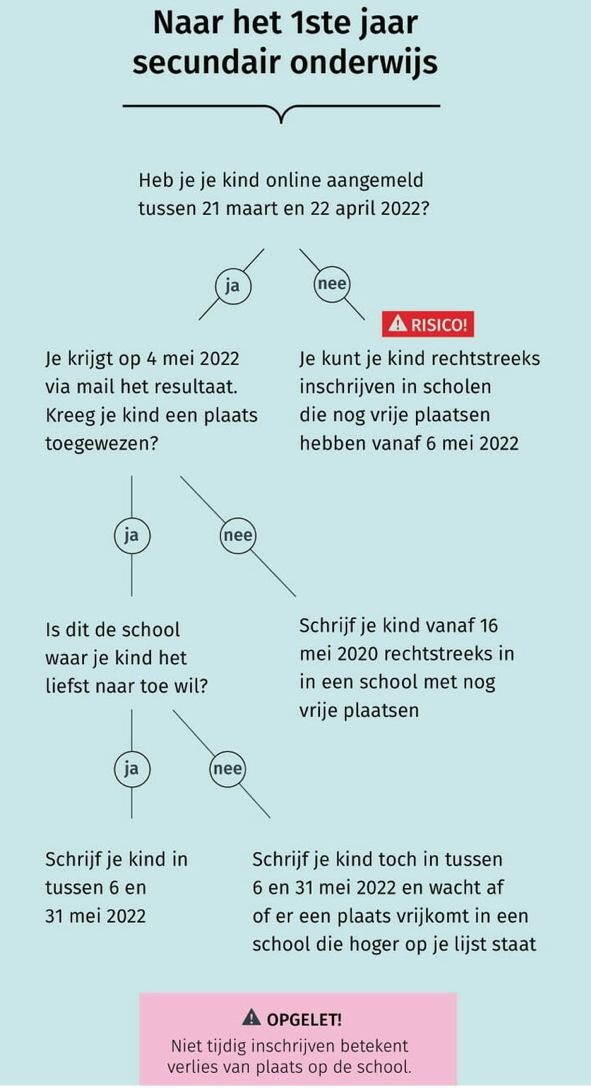 Naar het 1ste jaar
secundair onderwijs
Heb je je kind online aangemeld
tussen 21 maart en 22 april 2022?
ja
nee
RISICO!
Je krijgt op 4 mei 2022
via mail het resultaat.
Kreeg je kind een plaats
toegewezen?
Je kunt je kind rechtstreeks
inschrijven in scholen
die nog vrije plaatsen
hebben vanaf 6 mei 2022
ja
nee
Is dit de school
waar je kind het
liefst naar toe wil?
Schrijf je kind vanaf 16
mei 2020 rechtstreeks in
in een school met nog
vrije plaatsen
ja
nee
Schrijf je kind in
tussen 6 en
31 mei 2022
Schrijf je kind toch in tussen
6 en 31 mei 2022 en wacht af
of er een plaats vrijkomt in een
school die hoger op je lijst staat
OPGELET!
Niet tijdig inschrijven betekent
verlies van plaats op de school.